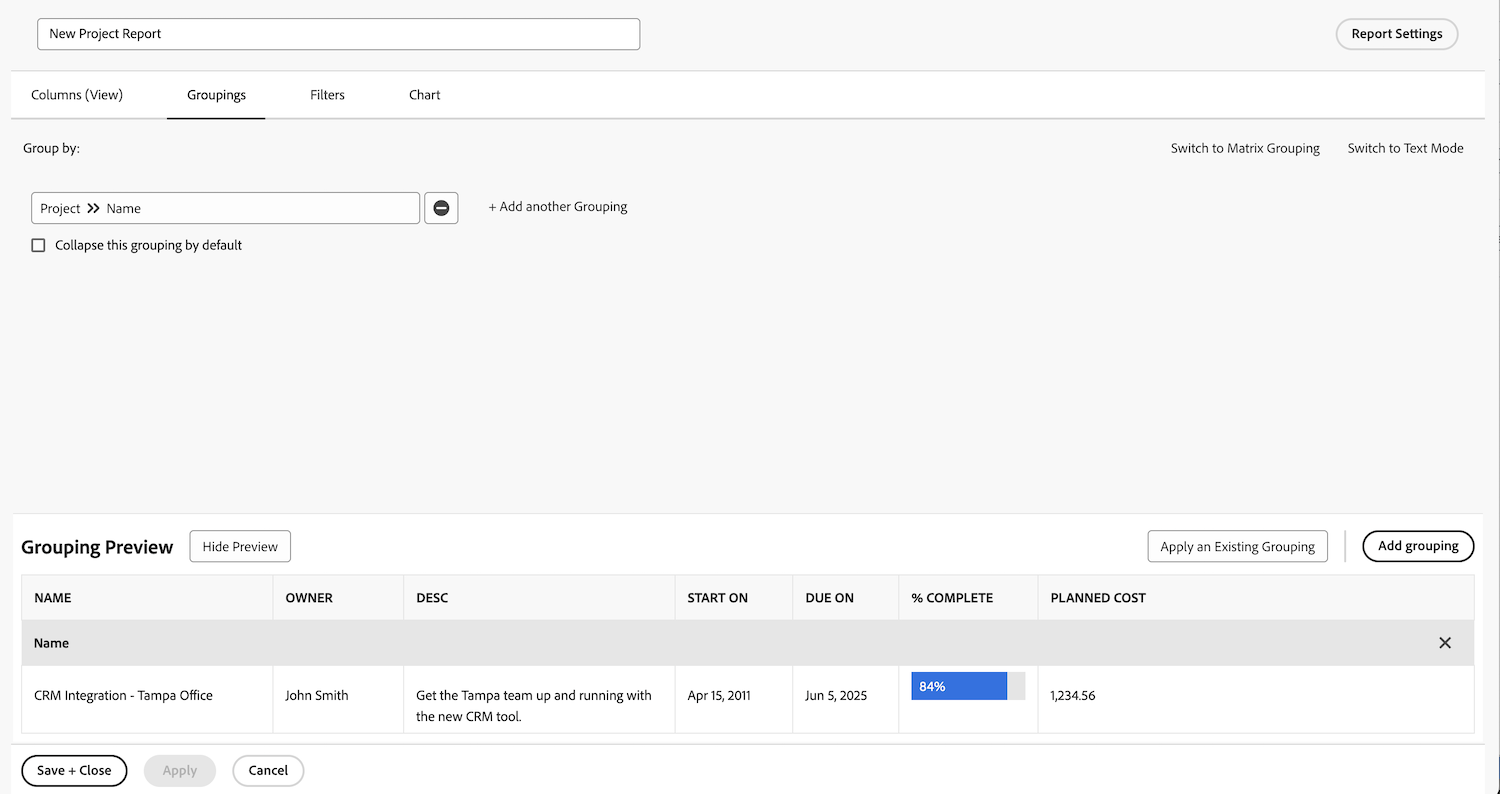 New Project Report
Report Settings
Columns (View) Groupings Filters Chart
Group by:
Switch to Matrix Grouping Switch to Text Mode
Project >> Name
+ Add another Grouping
Collapse this grouping by default
Grouping Preview Hide Preview
Apply an Existing Grouping Add grouping
NAME OWNER DESC START ON DUE ON % COMPLETE PLANNED COST
Name
CRM Integration - Tampa Office John Smith Get the Tampa team up and running with Apr 15, 2011 Jun 5, 2025 84% 1,234.56
the new CRM tool.
Save + Close Apply Cancel